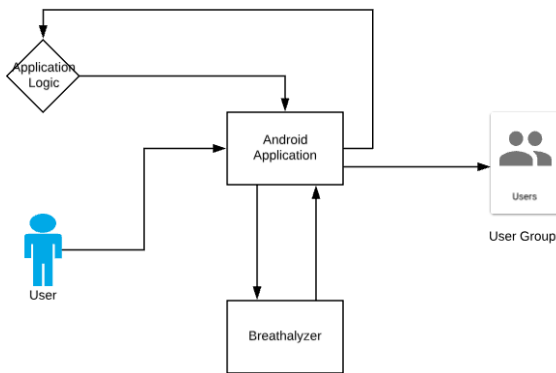 Application
Logic
Android
Application
Users
User Group
User
Breathalyzer